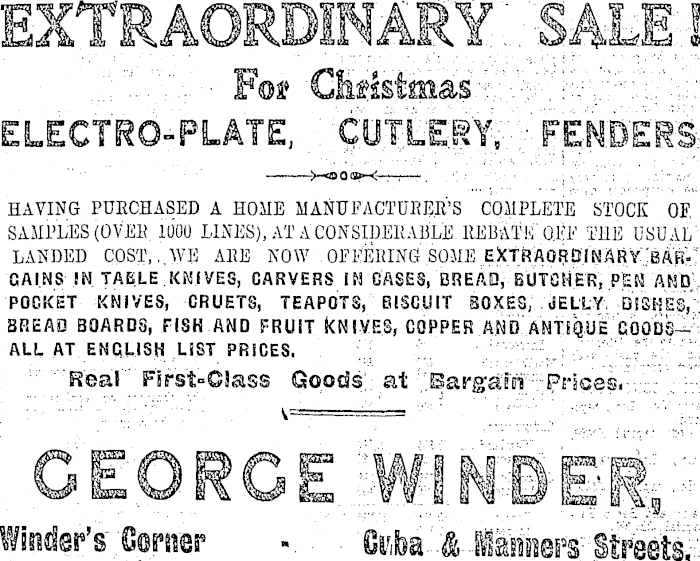 EXTRAORDINARY SALE!
For Christmas
ELECTRO-PLATE, CUTLERY, FENDERS
HAVING PURCHASED A HOME MANUFACTURER'S COMPLETE STOCK OF
SAMPLES (OVER 1000 LINES), AT A CONSIDERABLE REBATE OFF THE USUAL
LANDED COST, WE ARE NOW OFFERING SOME EXTRAORDINARY BAR-
GAINS IN TABLE KNIVES, CARVERS IN CASES, BREAD, BUTCHER, PEN AND
POCKET KNIVES, CRUETS, TEAPOTS, BISCUIT BOXES, JELLY DISHES,
BREAD BOARDS, FISH AND FRUIT KNIVES, COPPER AND ANTIQUE GOODS—
ALL AT ENGLISH LIST PRICES.
Real First-Class Goods at Bargain Prices.
GEORGE WINDER,
Winder's Corner - Cuba & Manners Streets.